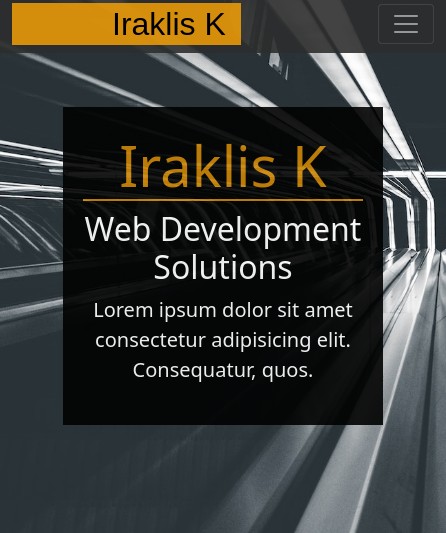 Iraklis K
Iraklis K
Web Development
Solutions
Lorem ipsum dolor sit amet
consectetur adipisicing elit.
Consequatur, quos.